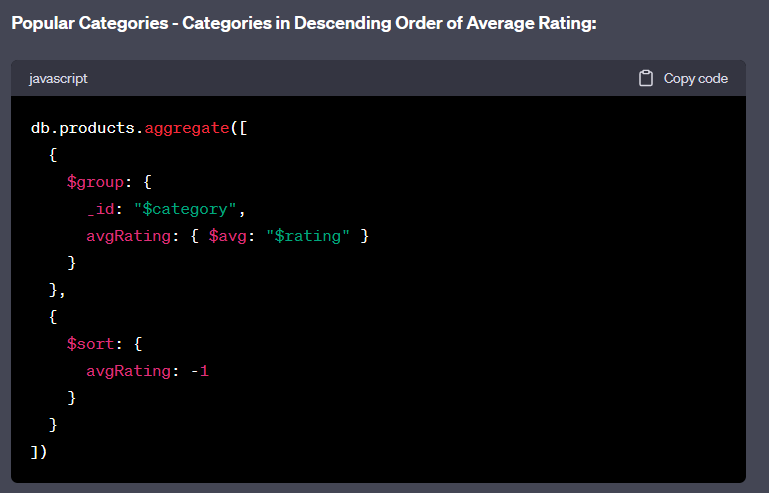 Popular Categories - Categories in Descending Order of Average Rating:
javascript
Copy code
db.products.aggregate([
  {
    $group: {
      _id: "$category",
      avgRating: { $avg: "$rating" }
    }
  },
  {
    $sort: {
      avgRating: -1
    }
  }
])